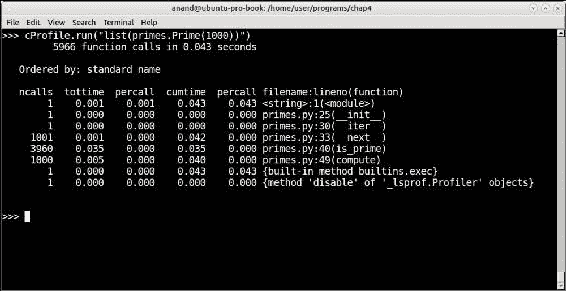 anand@ubuntu-pro-book: /home/user/programs/chap4
File Edit View Search Terminal Help
>>> cProfile.run("list(primes.Prime(1000))")
5966 function calls in 0.043 seconds
Ordered by: standard name
ncalls tottime percall cumtime percall filename:lineno(function)
1 0.001 0.001 0.043 0.043 <string>:1(<module>)
1 0.000 0.000 0.000 0.000 primes.py:25(__init__)
1 0.000 0.000 0.000 0.000 primes.py:30(__iter__)
1001 0.001 0.000 0.042 0.000 primes.py:33(__next__)
3960 0.035 0.000 0.035 0.000 primes.py:40(is_prime)
1000 0.005 0.000 0.040 0.000 primes.py:49(compute)
1 0.000 0.000 0.043 0.043 {built-in method builtins.exec}
1 0.000 0.000 0.000 0.000 {method 'disable' of '_lsprof.Profiler' objects}
>>>